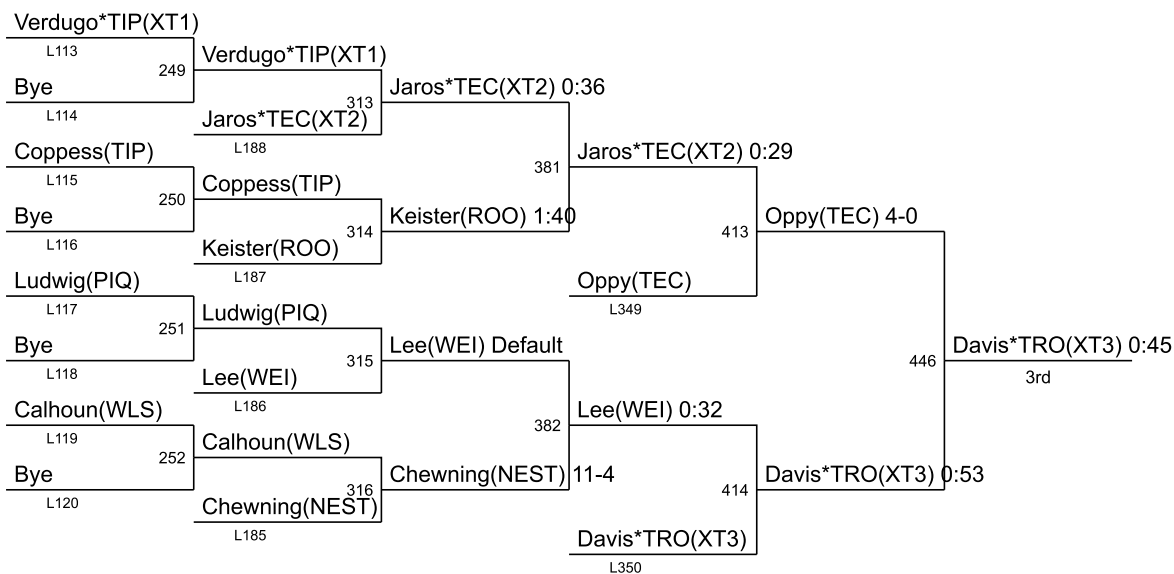 Verdugo*TIP(XT1)
L113
Verdugo*TIP(XT1)
249
Bye
Jaros*TEC(XT2) 0:36
313
L114
Jaros*TEC(XT2)
L188
Coppess(TIP)
Jaros*TEC(XT2) 0:29
381
L115
Coppess(TIP)
250
Bye
Keister(ROO) 1:40
Oppy(TEC) 4-0
314
413
L116
Keister(ROO)
L187
Ludwig(PIQ)
Oppy(TEC)
L117
L349
Ludwig(PIQ)
251
Bye
Lee(WEI) Default
Davis*TRO(XT3) 0:45
315
446
L118
Lee(WEI)
3rd
L186
Calhoun(WLS)
Lee(WEI) 0:32
382
L119
Calhoun(WLS)
252
Bye
Chewning(NEST) 11-4
Davis*TRO(XT3) 0:53
316
414
L120
Chewning(NEST)
L185
Davis*TRO(XT3)
L350